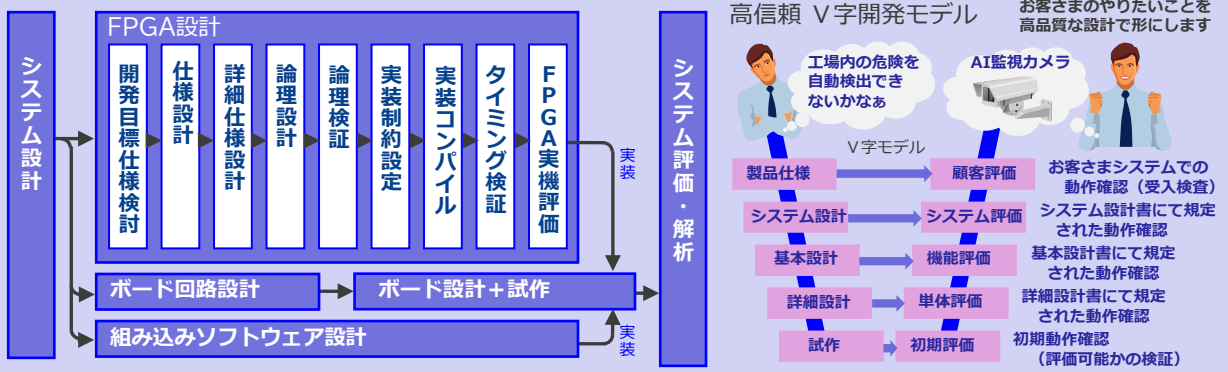 システム設計
FPGA設計
開発目標仕様検討
仕様設計
詳細仕様設計
論理設計
論理検証
実装制約設定
実装コンパイル
タイミング検証
FPGA実機評価
実装
ボード回路設計
ボード設計＋試作
組み込みソフトウェア設計
実装
システム評価・解析
高信頼 Ｖ字開発モデル
お客さまのやりたいことを
高品質な設計で形にします
工場内の危険を
自動検出でき
ないかなぁ
AI監視カメラ
Ｖ字モデル
製品仕様
顧客評価
お客さまシステムでの
動作確認（受入検査）
システム設計
システム評価
システム設計書にて規定
された動作確認
基本設計
機能評価
基本設計書にて規定
された動作確認
詳細設計
単体評価
詳細設計書にて規定
された動作確認
試作
初期評価
初期動作確認
（評価可能かの検証）